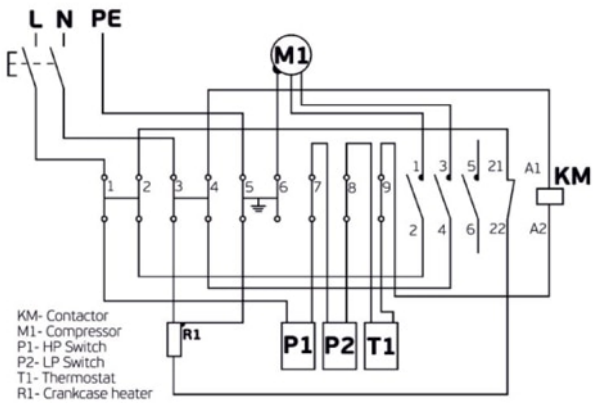 L N PE
M1
1 2 3 4 5 6 7 8 9
1 3 5 21 A1 KM
2 4 6 22 A2
R1
P1 P2 T1
KM- Contactor
M1- Compressor
P1- HP Switch
P2- LP Switch
T1- Thermostat
R1- Crankcase heater